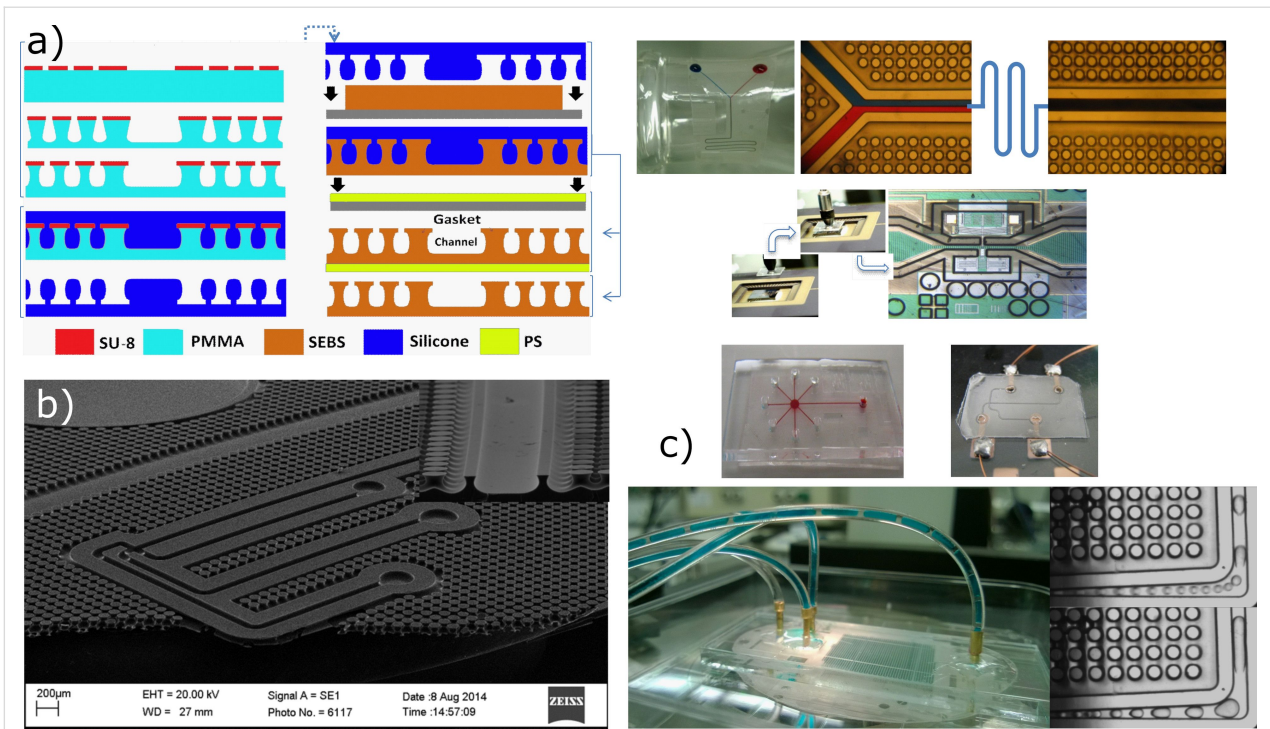 a)
Gasket
Channel
SU-8 PMMA SEBS Silicone PS
b)
200µm
EHT = 20.00 kV
WD = 27 mm
Signal A = SE1
Photo No. = 6117
Date :8 Aug 2014
Time :14:57:09
ZEISS
c)